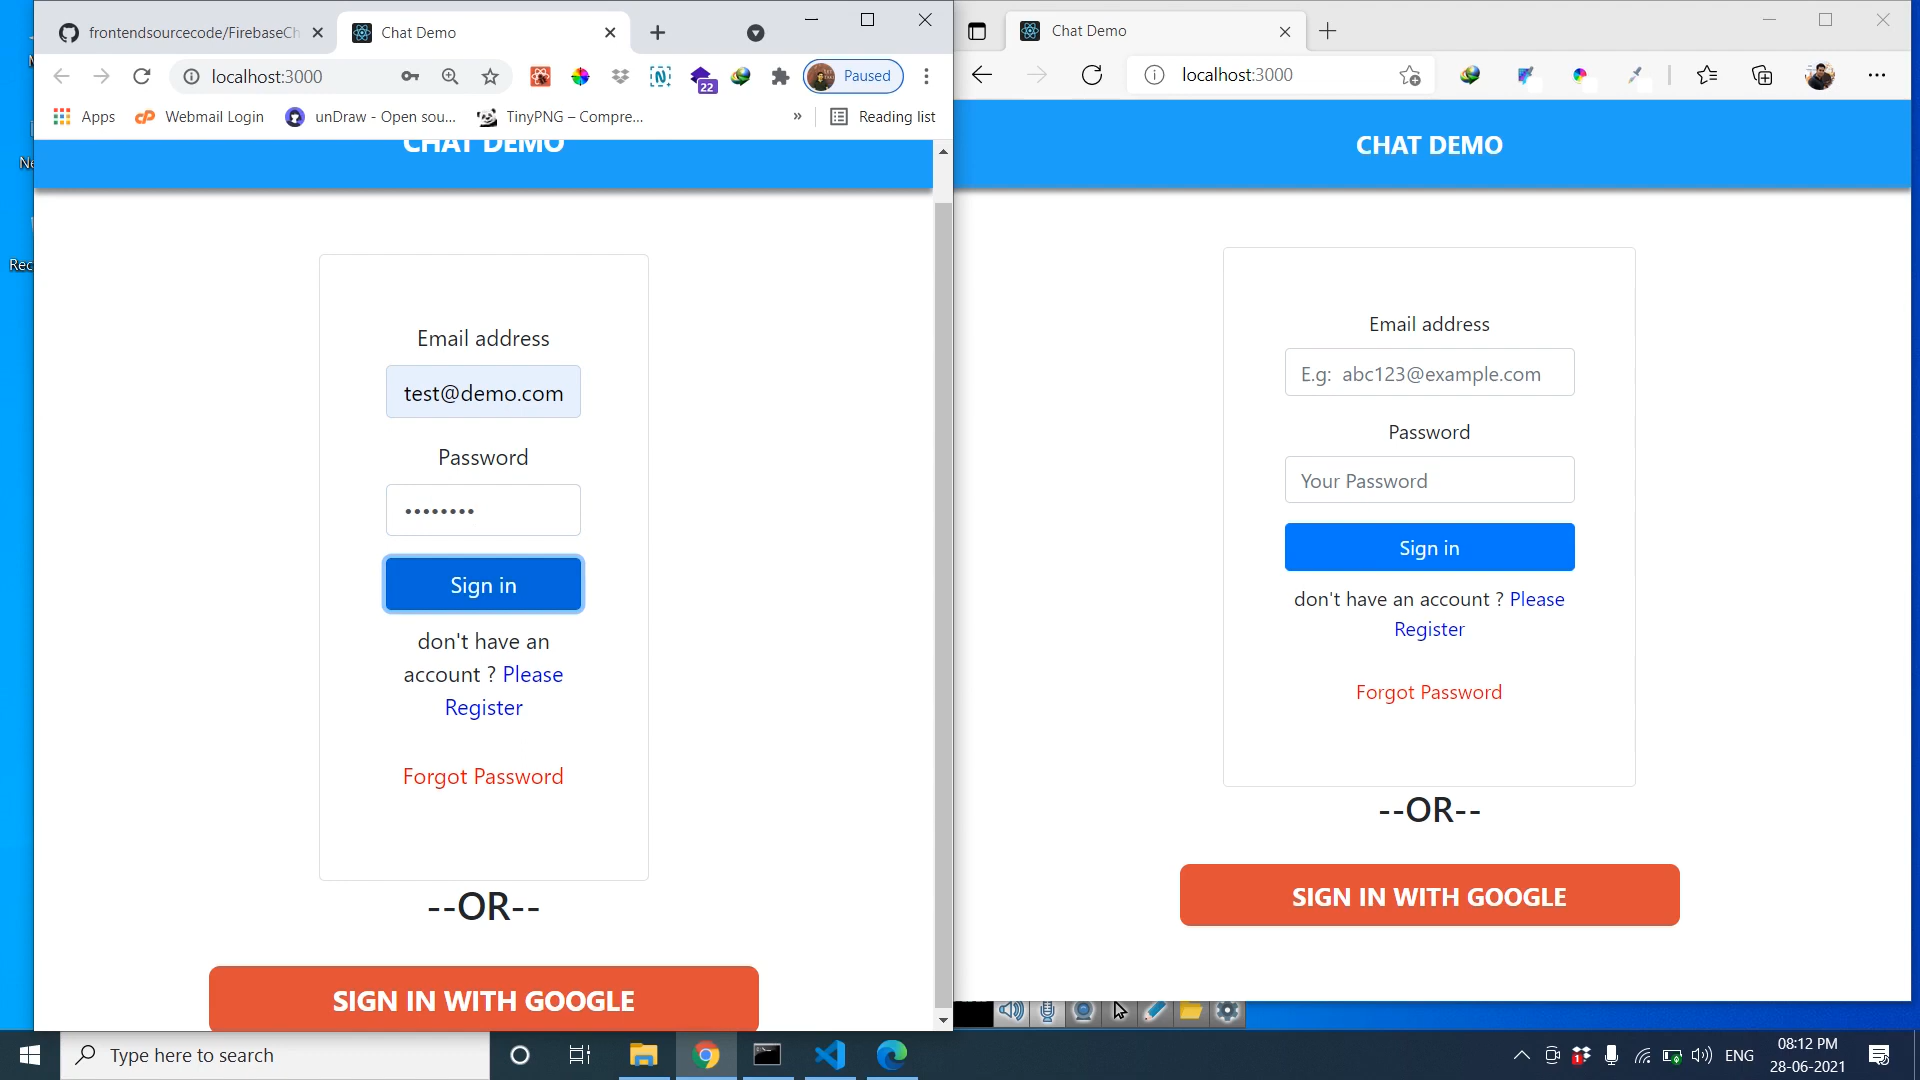 frontendsourcecode/FirebaseCh
Chat Demo
localhost:3000
22
Paused
Apps
Webmail Login
unDraw - Open sou...
TinyPNG – Compre...
»
Reading list
CHAT DEMO
Email address
test@demo.com
Password
••••••••
Sign in
don't have an
account ? Please
Register
Forgot Password
--OR--
SIGN IN WITH GOOGLE
Chat Demo
localhost:3000
CHAT DEMO
Email address
E.g: abc123@example.com
Password
Your Password
Sign in
don't have an account ? Please
Register
Forgot Password
--OR--
SIGN IN WITH GOOGLE
Type here to search
1
ENG
08:12 PM
28-06-2021